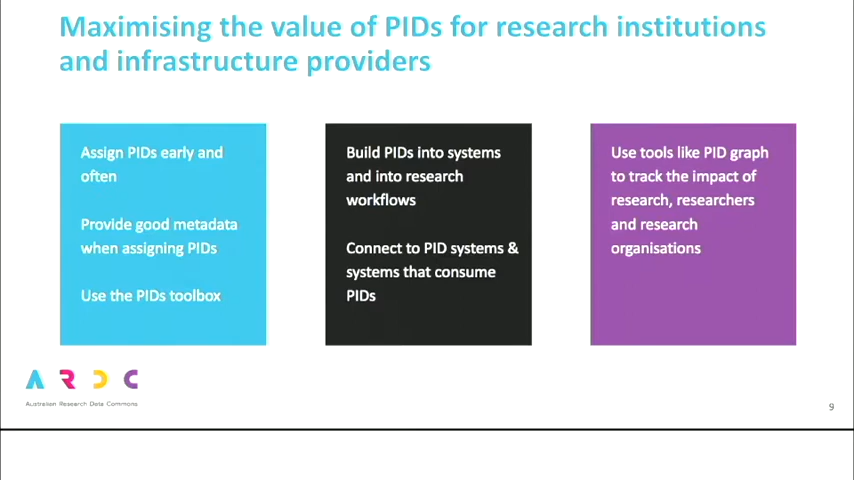 Maximising the value of PIDs for research institutions
and infrastructure providers
Assign PIDs early and
often
Provide good metadata
when assigning PIDs
Use the PIDs toolbox
Build PIDs into systems
and into research
workflows
Connect to PID systems &
systems that consume
PIDs
Use tools like PID graph
to track the impact of
research, researchers
and research
organisations
ARDC
Australian Research Data Commons
9